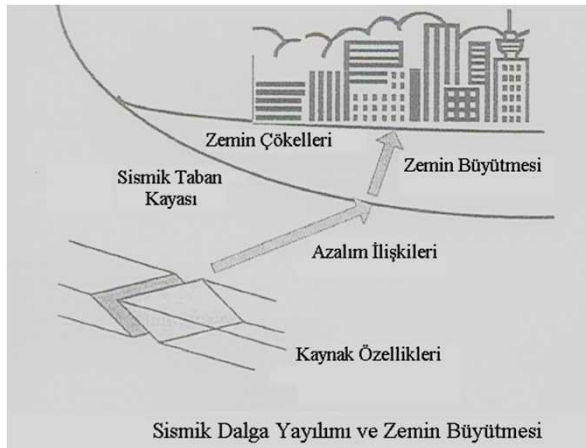 Zemin Çökelleri
Zemin Büyütmesi
Sismik Taban
Kayası
Azalım İlişkileri
Kaynak Özellikleri
Sismik Dalga Yayılımı ve Zemin Büyütmesi